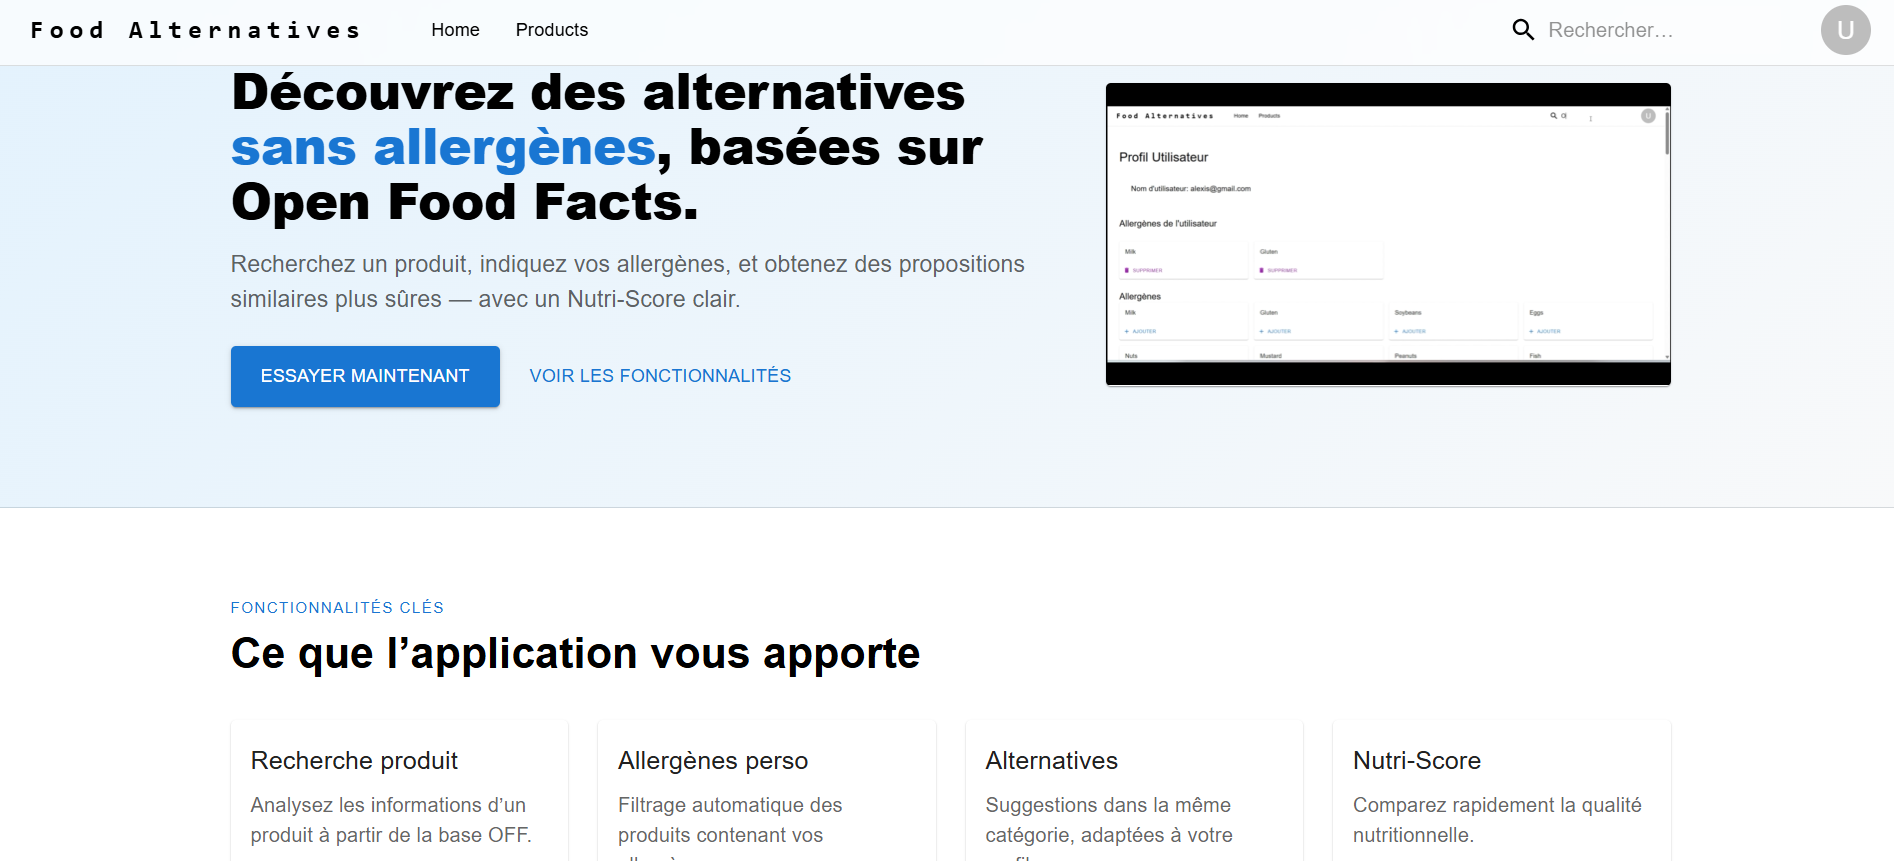 Food Alternatives Home Products Rechercher... U
Découvrez des alternatives
sans allergènes, basées sur
Open Food Facts.
Recherchez un produit, indiquez vos allergènes, et obtenez des propositions
similaires plus sûres — avec un Nutri-Score clair.
ESSAYER MAINTENANT VOIR LES FONCTIONNALITÉS
Food Alternatives Home Products U
Profil Utilisateur
Nom d'utilisateur: alexis@gmail.com
Allergènes de l'utilisateur
Milk Gluten
SUPPRIMER SUPPRIMER
Allergènes
Milk Gluten Soybeans Eggs
+ AJOUTER + AJOUTER + AJOUTER + AJOUTER
Nuts Mustard Peanuts Fish
FONCTIONNALITÉS CLÉS
Ce que l’application vous apporte
Recherche produit Allergènes perso Alternatives Nutri-Score
Analysez les informations d’un Filtrage automatique des Suggestions dans la même Comparez rapidement la qualité
produit à partir de la base OFF. produits contenant vos catégorie, adaptées à votre nutritionnelle.